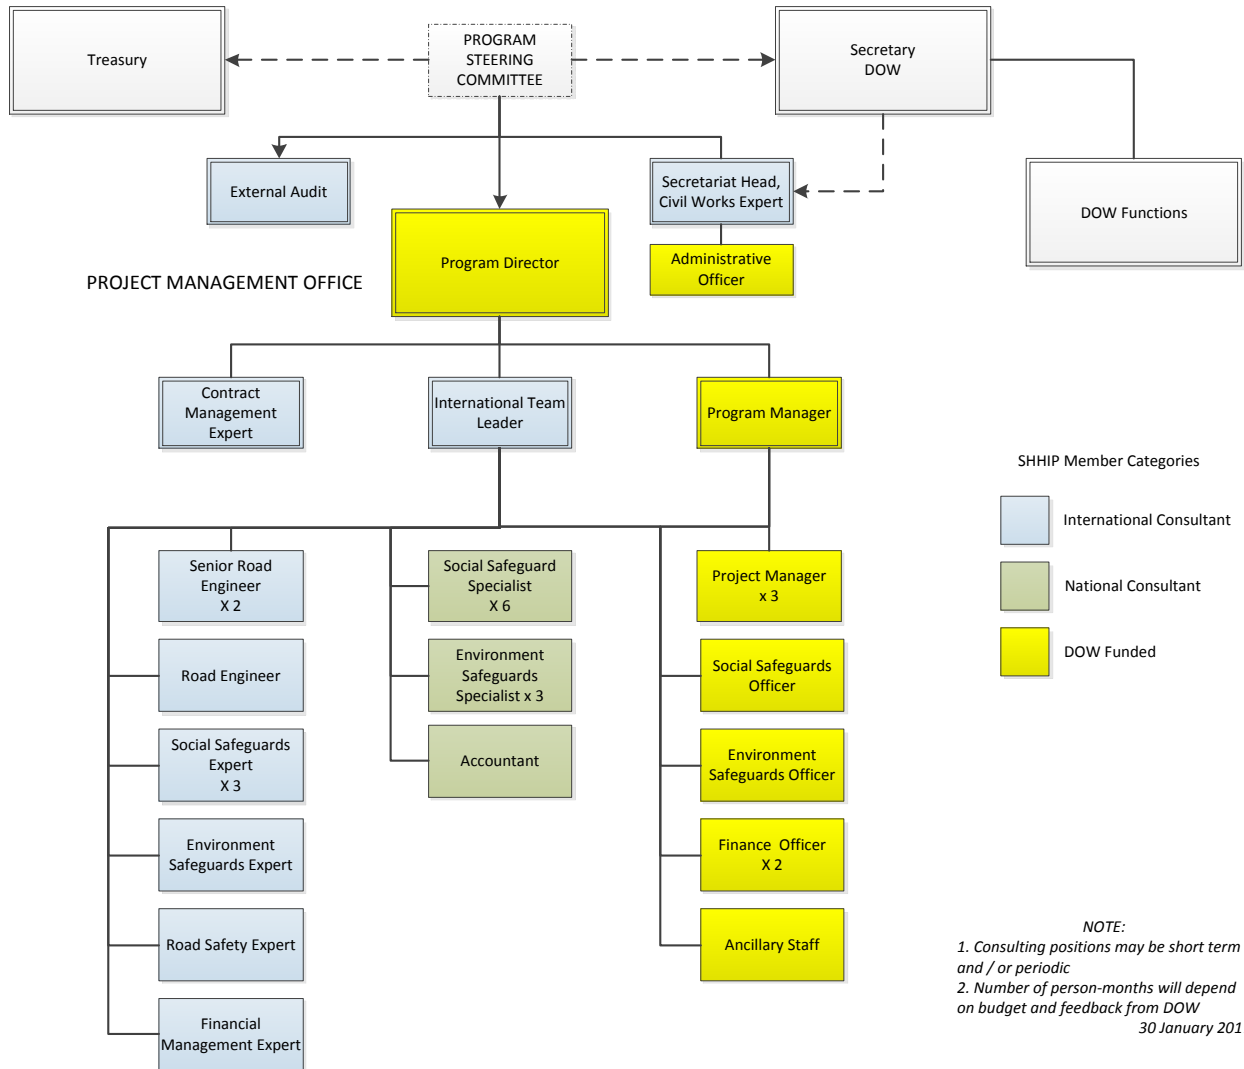 Treasury
PROGRAM
STEERING
COMMITTEE
Secretary
DOW
External Audit
Secretariat Head,
Civil Works Expert
DOW Functions
Program Director
Administrative
Officer
PROJECT MANAGEMENT OFFICE
Contract
Management
Expert
International Team
Leader
Program Manager
SHHIP Member Categories
International Consultant
National Consultant
DOW Funded
Senior Road
Engineer
X 2
Social Safeguard
Specialist
X 6
Project Manager
x 3
Road Engineer
Environment
Safeguards
Specialist x 3
Social Safeguards
Officer
Social Safeguards
Expert
X 3
Accountant
Environment
Safeguards Officer
Environment
Safeguards Expert
Finance Officer
X 2
Road Safety Expert
Ancillary Staff
Financial
Management Expert
NOTE:
1. Consulting positions may be short term
and / or periodic
2. Number of person-months will depend
on budget and feedback from DOW
30 January 201